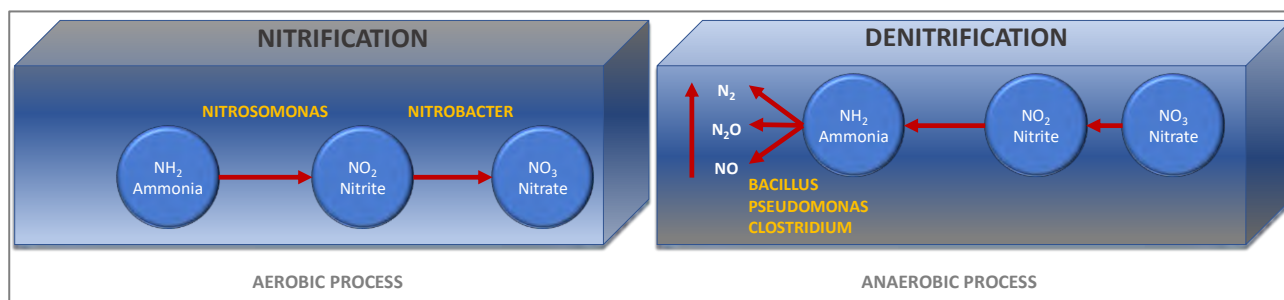 NITRIFICATION
NITROSOMONAS
NITROBACTER
NH₂
Ammonia
NO₂
Nitrite
NO₃
Nitrate
AEROBIC PROCESS
DENITRIFICATION
N₂
N₂O
NO
NH₂
Ammonia
NO₂
Nitrite
NO₃
Nitrate
BACILLUS
PSEUDOMONAS
CLOSTRIDIUM
ANAEROBIC PROCESS